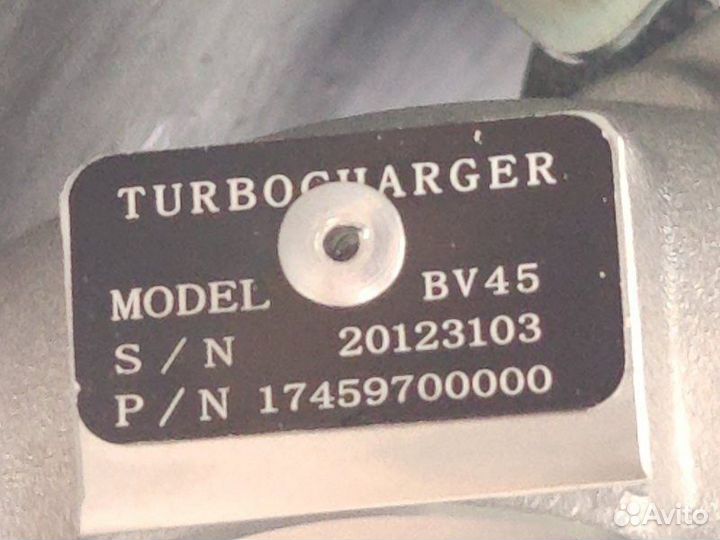 TURBOCHARGER
MODEL BV45
S/N 20123103
P/N 17459700000
Avito